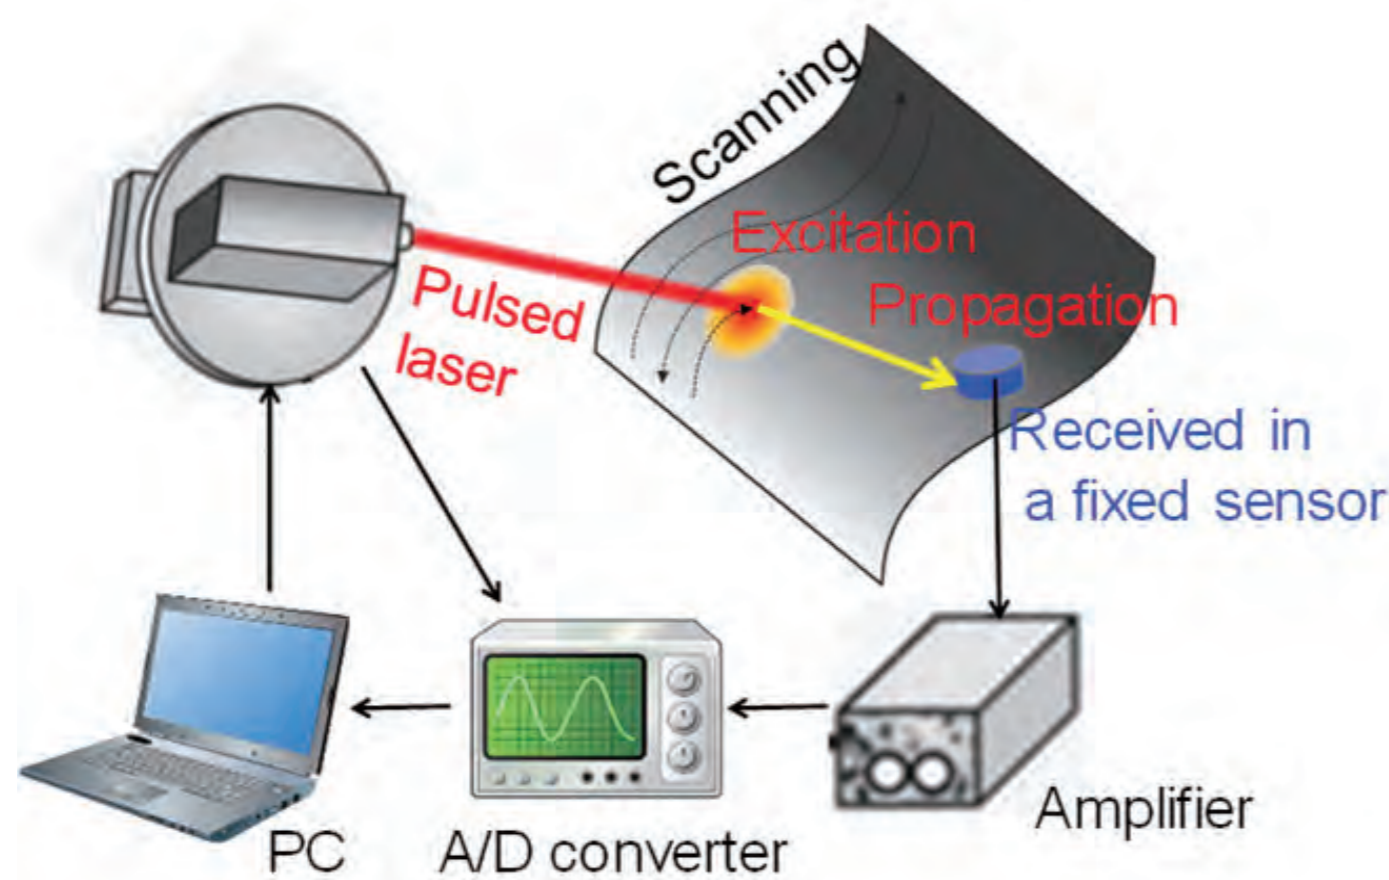 Scanning
Excitation
Propagation
Pulsed
laser
Received in
a fixed sensor
Amplifier
A/D converter
PC